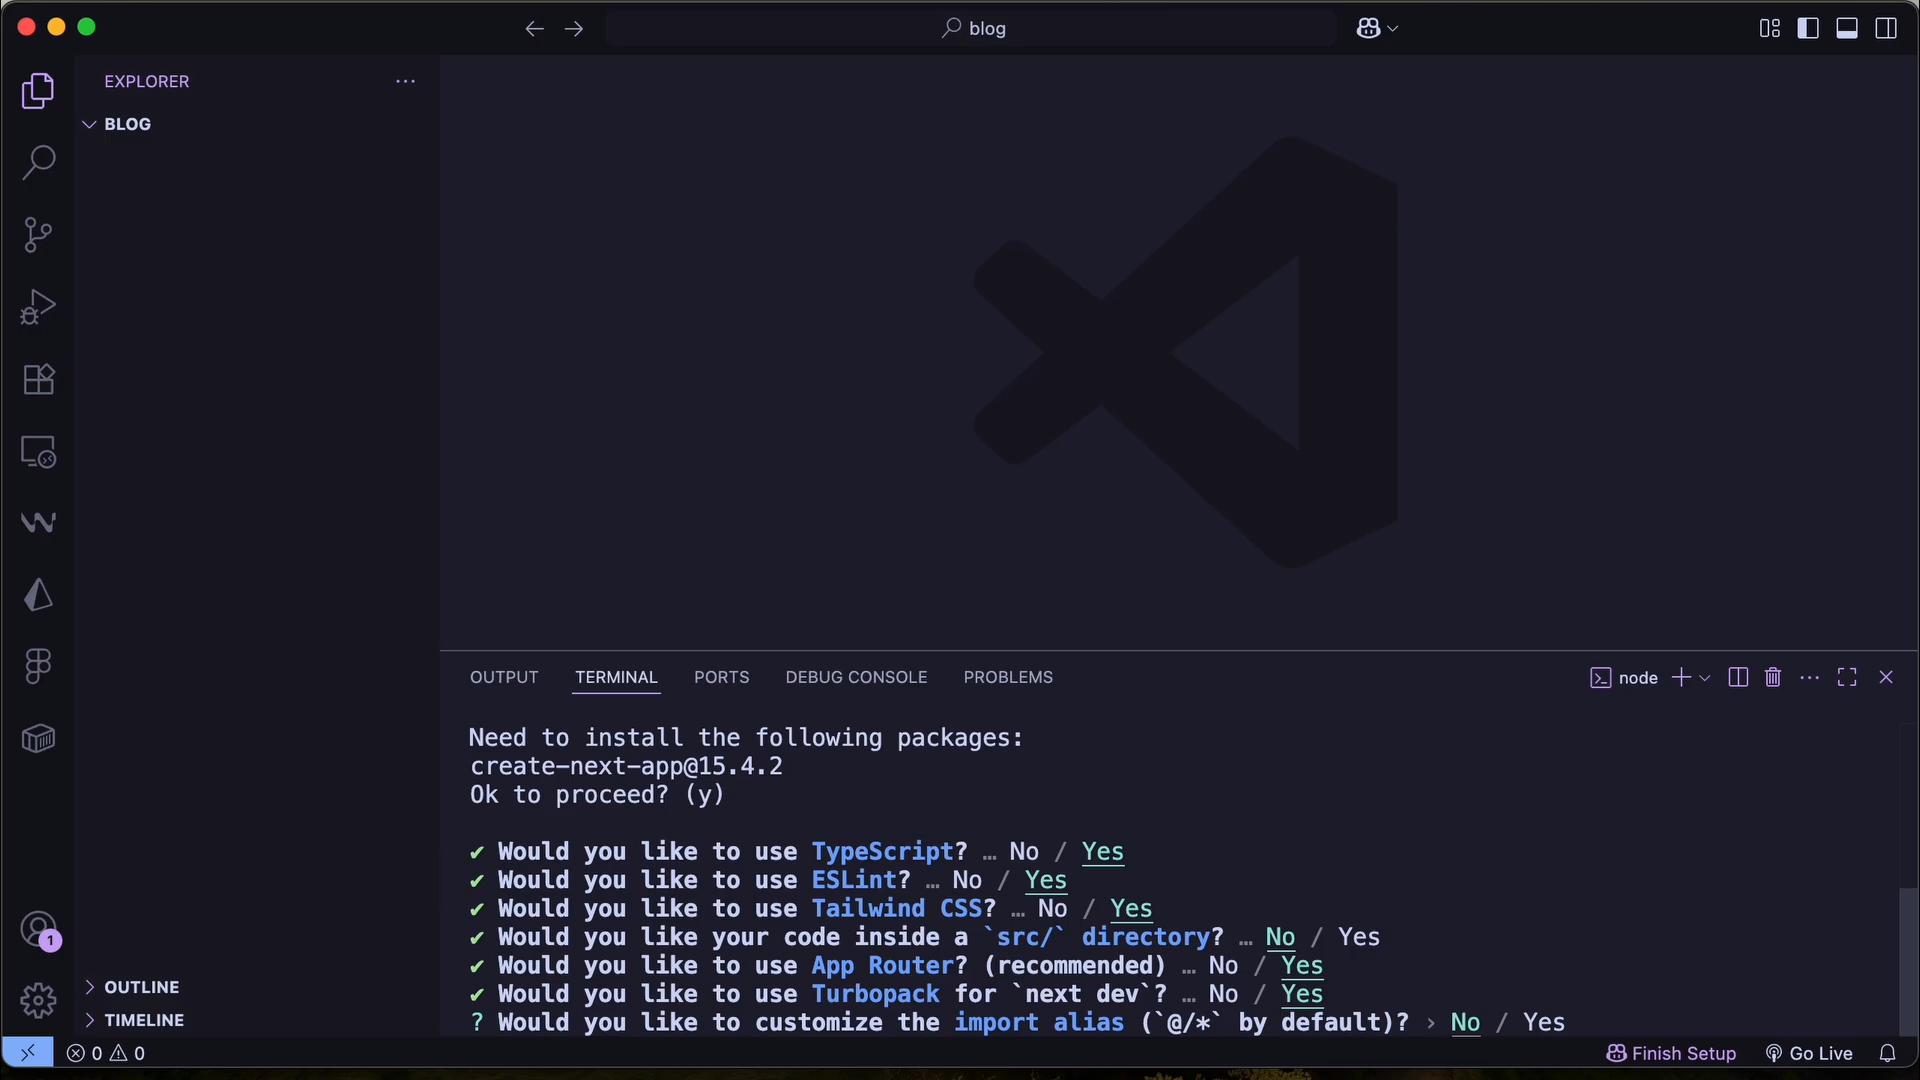 blog
EXPLORER
BLOG
OUTPUT TERMINAL PORTS DEBUG CONSOLE PROBLEMS
node
Need to install the following packages:
create-next-app@15.4.2
Ok to proceed? (y)
✔ Would you like to use TypeScript? … No / Yes
✔ Would you like to use ESLint? … No / Yes
✔ Would you like to use Tailwind CSS? … No / Yes
✔ Would you like your code inside a `src/` directory? … No / Yes
✔ Would you like to use App Router? (recommended) … No / Yes
✔ Would you like to use Turbopack for `next dev`? … No / Yes
? Would you like to customize the import alias (`@/*` by default)? › No / Yes
1
OUTLINE
TIMELINE
0 0
Finish Setup Go Live